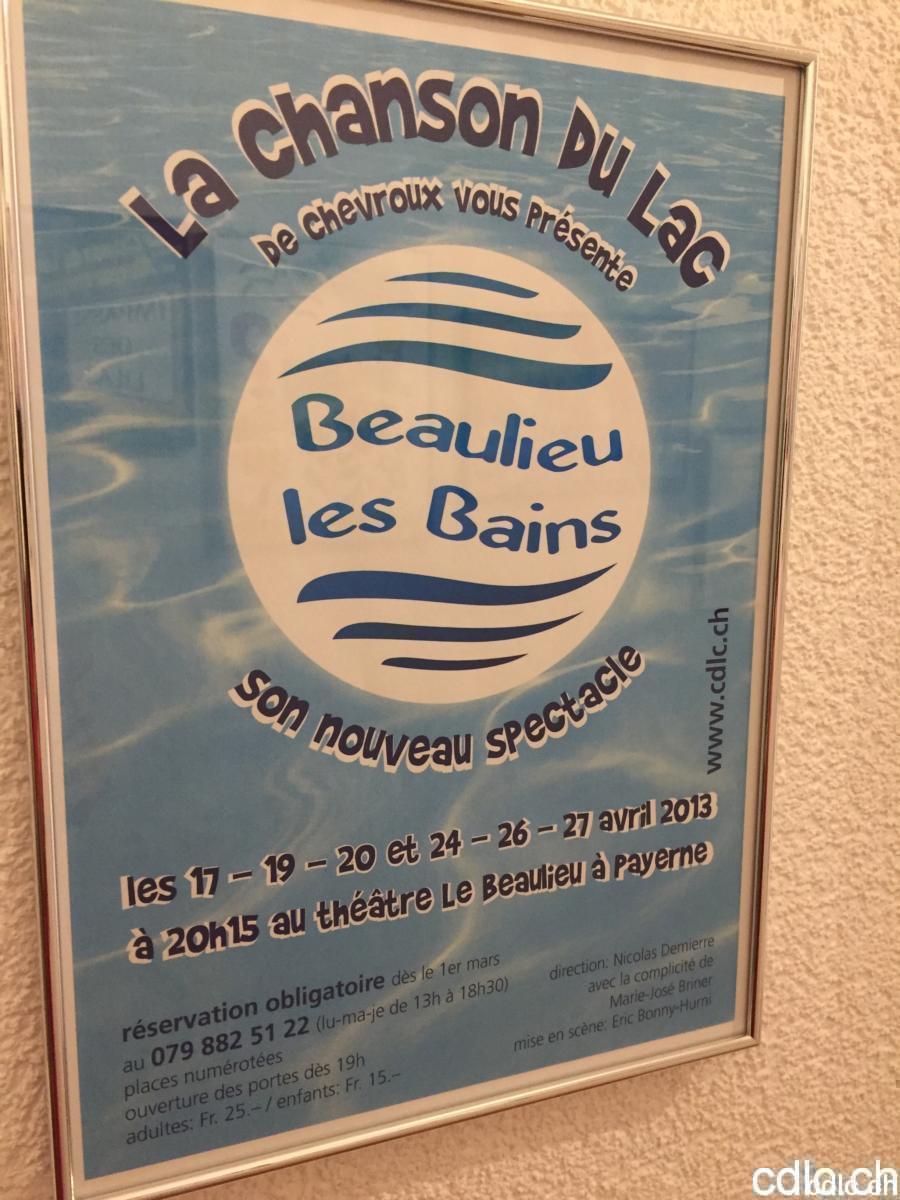 La Chanson Du Lac
De Chevroux vous présente
Beaulieu
les Bains
son nouveau spectacle
www.cdlc.ch
les 17 – 19 – 20 et 24 – 26 – 27 avril 2013
à 20h15 au théâtre Le Beaulieu à Payerne
réservation obligatoire dès le 1er mars
au 079 882 51 22 (lu-ma-je de 13h à 18h30)
places numérotées
ouverture des portes dès 19h
adultes: Fr. 25.– / enfants: Fr. 15.–
direction: Nicolas Demierre
avec la complicité de
Marie-José Briner
mise en scène: Eric Bonny-Hurni
cdlc.ch
cdlc.ch